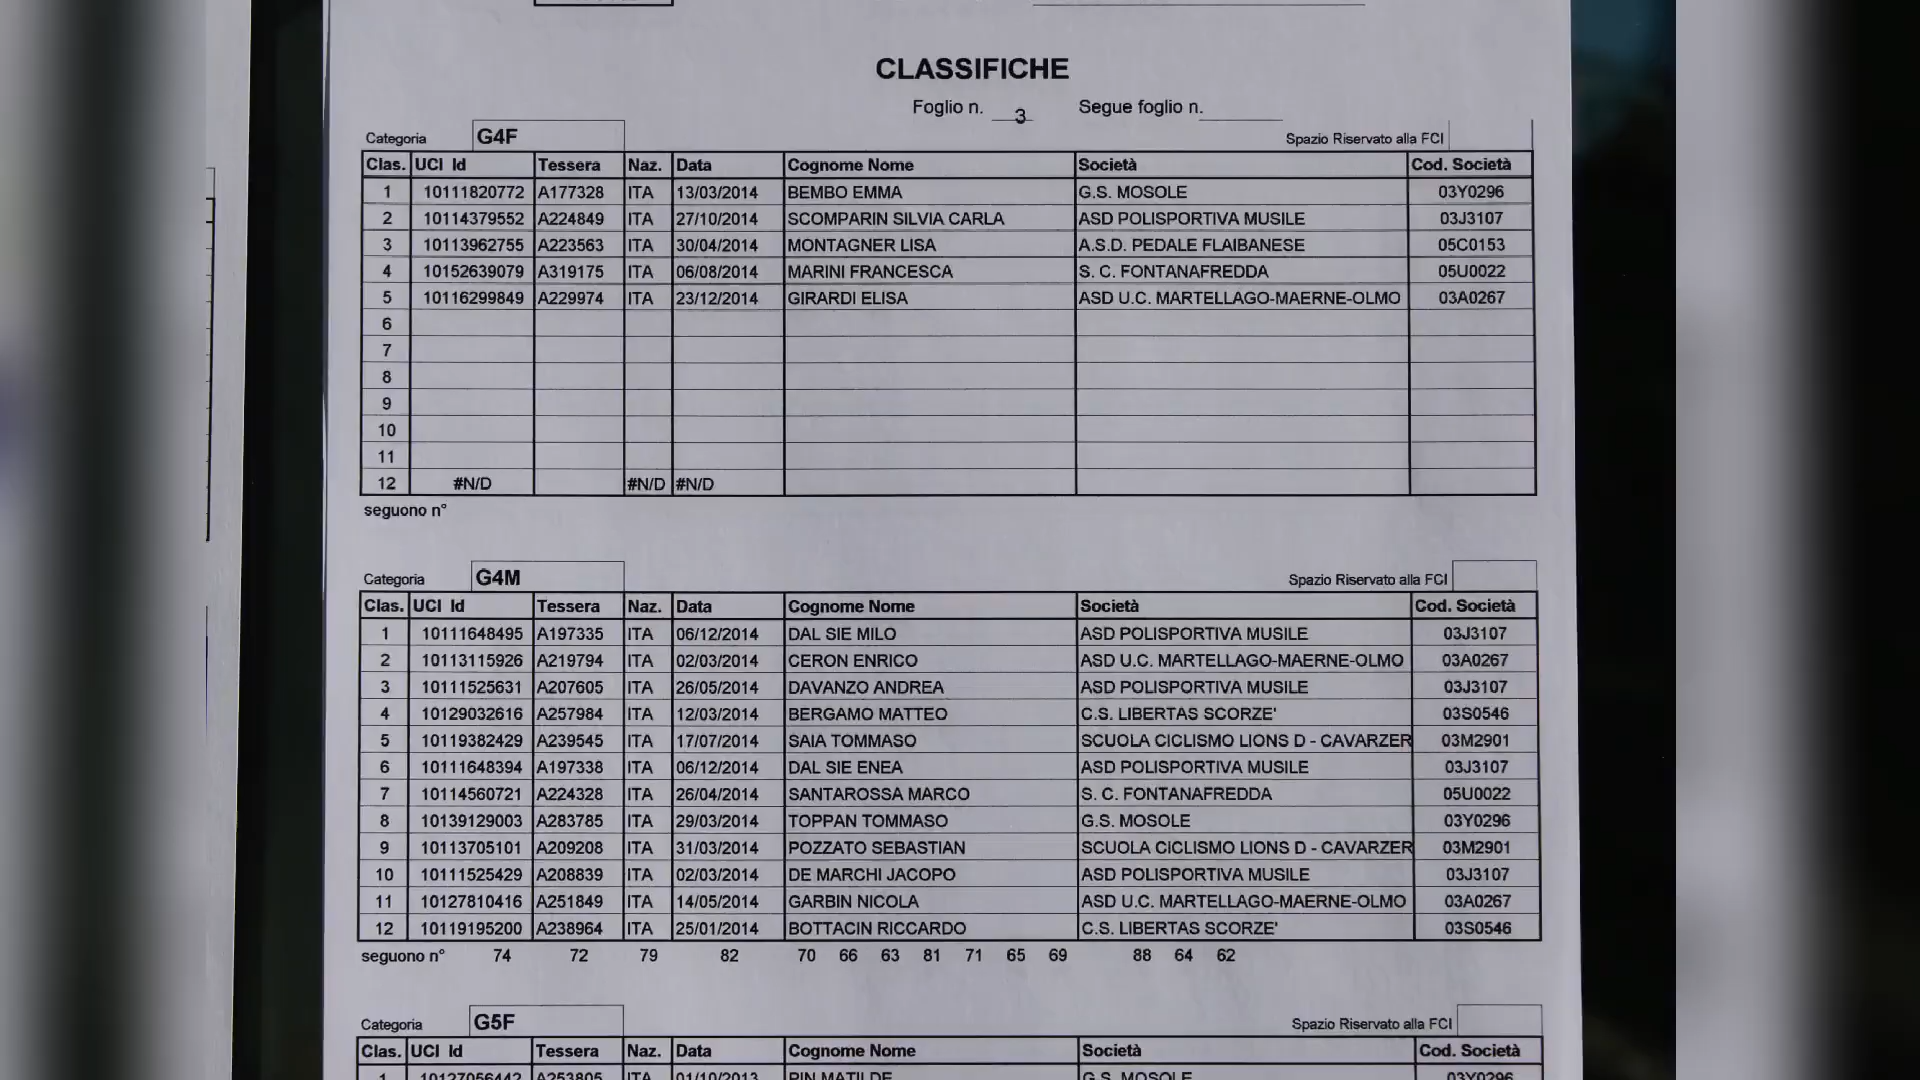 CLASSIFICHE
Foglio n. 3 Segue foglio n.
Categoria G4F Spazio Riservato alla FCI
Clas. UCI Id Tessera Naz. Data Cognome Nome Società Cod. Società
1 10111820772 A177328 ITA 13/03/2014 BEMBO EMMA G.S. MOSOLE 03Y0296
2 10114379552 A224849 ITA 27/10/2014 SCOMPARIN SILVIA CARLA ASD POLISPORTIVA MUSILE 03J3107
3 10113962755 A223563 ITA 30/04/2014 MONTAGNER LISA A.S.D. PEDALE FLAIBANESE 05C0153
4 10152639079 A319175 ITA 06/08/2014 MARINI FRANCESCA S. C. FONTANAFREDDA 05U0022
5 10116299849 A229974 ITA 23/12/2014 GIRARDI ELISA ASD U.C. MARTELLAGO-MAERNE-OLMO 03A0267
6
7
8
9
10
11
12 #N/D #N/D #N/D
seguono n°
Categoria G4M Spazio Riservato alla FCI
Clas. UCI Id Tessera Naz. Data Cognome Nome Società Cod. Società
1 10111648495 A197335 ITA 06/12/2014 DAL SIE MILO ASD POLISPORTIVA MUSILE 03J3107
2 10113115926 A219794 ITA 02/03/2014 CERON ENRICO ASD U.C. MARTELLAGO-MAERNE-OLMO 03A0267
3 10111525631 A207605 ITA 26/05/2014 DAVANZO ANDREA ASD POLISPORTIVA MUSILE 03J3107
4 10129032616 A257984 ITA 12/03/2014 BERGAMO MATTEO C.S. LIBERTAS SCORZE' 03S0546
5 10119382429 A239545 ITA 17/07/2014 SAIA TOMMASO SCUOLA CICLISMO LIONS D - CAVARZER 03M2901
6 10111648394 A197338 ITA 06/12/2014 DAL SIE ENEA ASD POLISPORTIVA MUSILE 03J3107
7 10114560721 A224328 ITA 26/04/2014 SANTAROSSA MARCO S. C. FONTANAFREDDA 05U0022
8 10139129003 A283785 ITA 29/03/2014 TOPPAN TOMMASO G.S. MOSOLE 03Y0296
9 10113705101 A209208 ITA 31/03/2014 POZZATO SEBASTIAN SCUOLA CICLISMO LIONS D - CAVARZER 03M2901
10 10111525429 A208839 ITA 02/03/2014 DE MARCHI JACOPO ASD POLISPORTIVA MUSILE 03J3107
11 10127810416 A251849 ITA 14/05/2014 GARBIN NICOLA ASD U.C. MARTELLAGO-MAERNE-OLMO 03A0267
12 10119195200 A238964 ITA 25/01/2014 BOTTACIN RICCARDO C.S. LIBERTAS SCORZE' 03S0546
seguono n° 74 72 79 82 70 66 63 81 71 65 69 88 64 62
Categoria G5F Spazio Riservato alla FCI
Clas. UCI Id Tessera Naz. Data Cognome Nome Società Cod. Società
1 10127056442 A253805 ITA 01/10/2013 PIN MATILDE G.S. MOSOLE 03Y0296